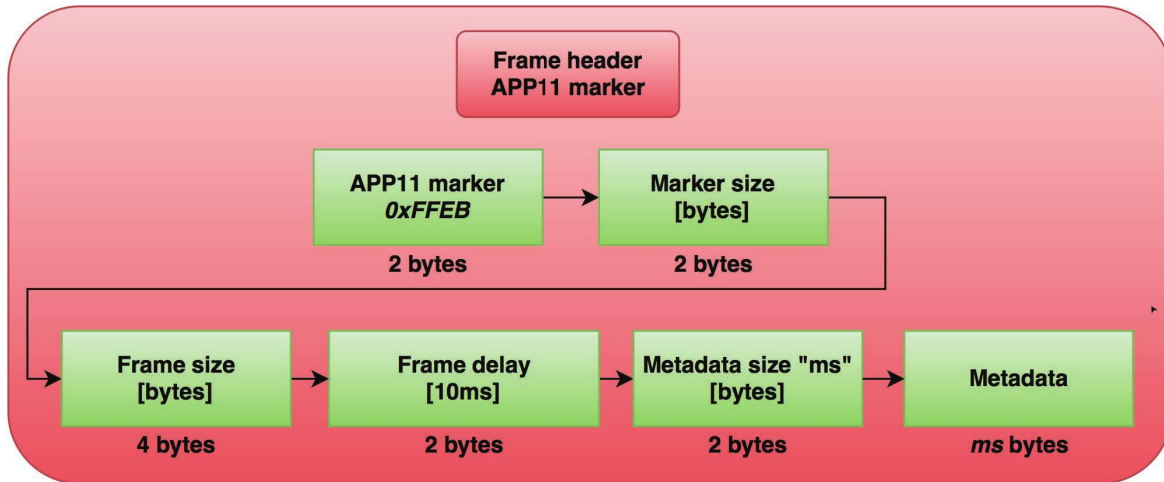 Frame header
APP11 marker
APP11 marker
0xFFEB
Marker size
[bytes]
2 bytes
2 bytes
Frame size
[bytes]
Frame delay
[10ms]
Metadata size "ms"
[bytes]
Metadata
4 bytes
2 bytes
2 bytes
ms bytes